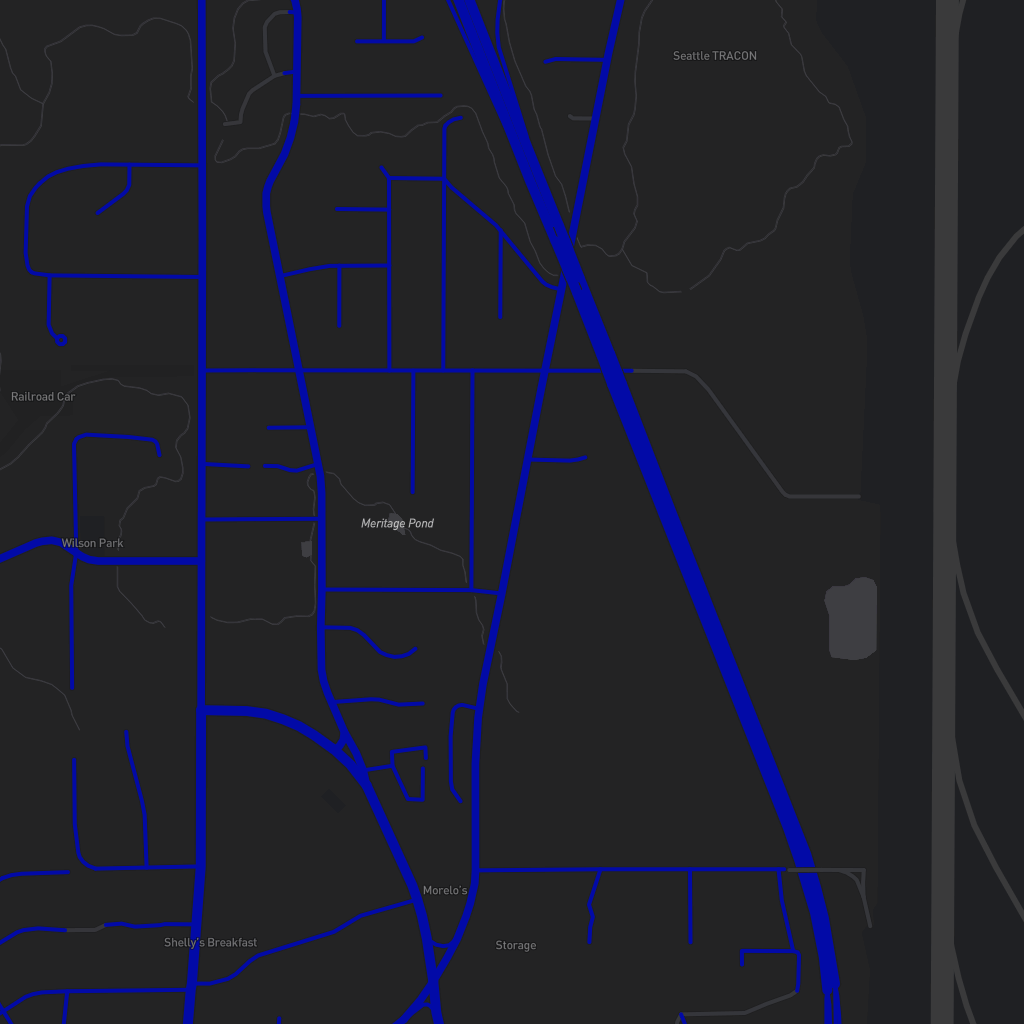 Seattle TRACON
Railroad Car
Meritage Pond
Wilson Park
Morelo's
Shelly's Breakfast
Storage